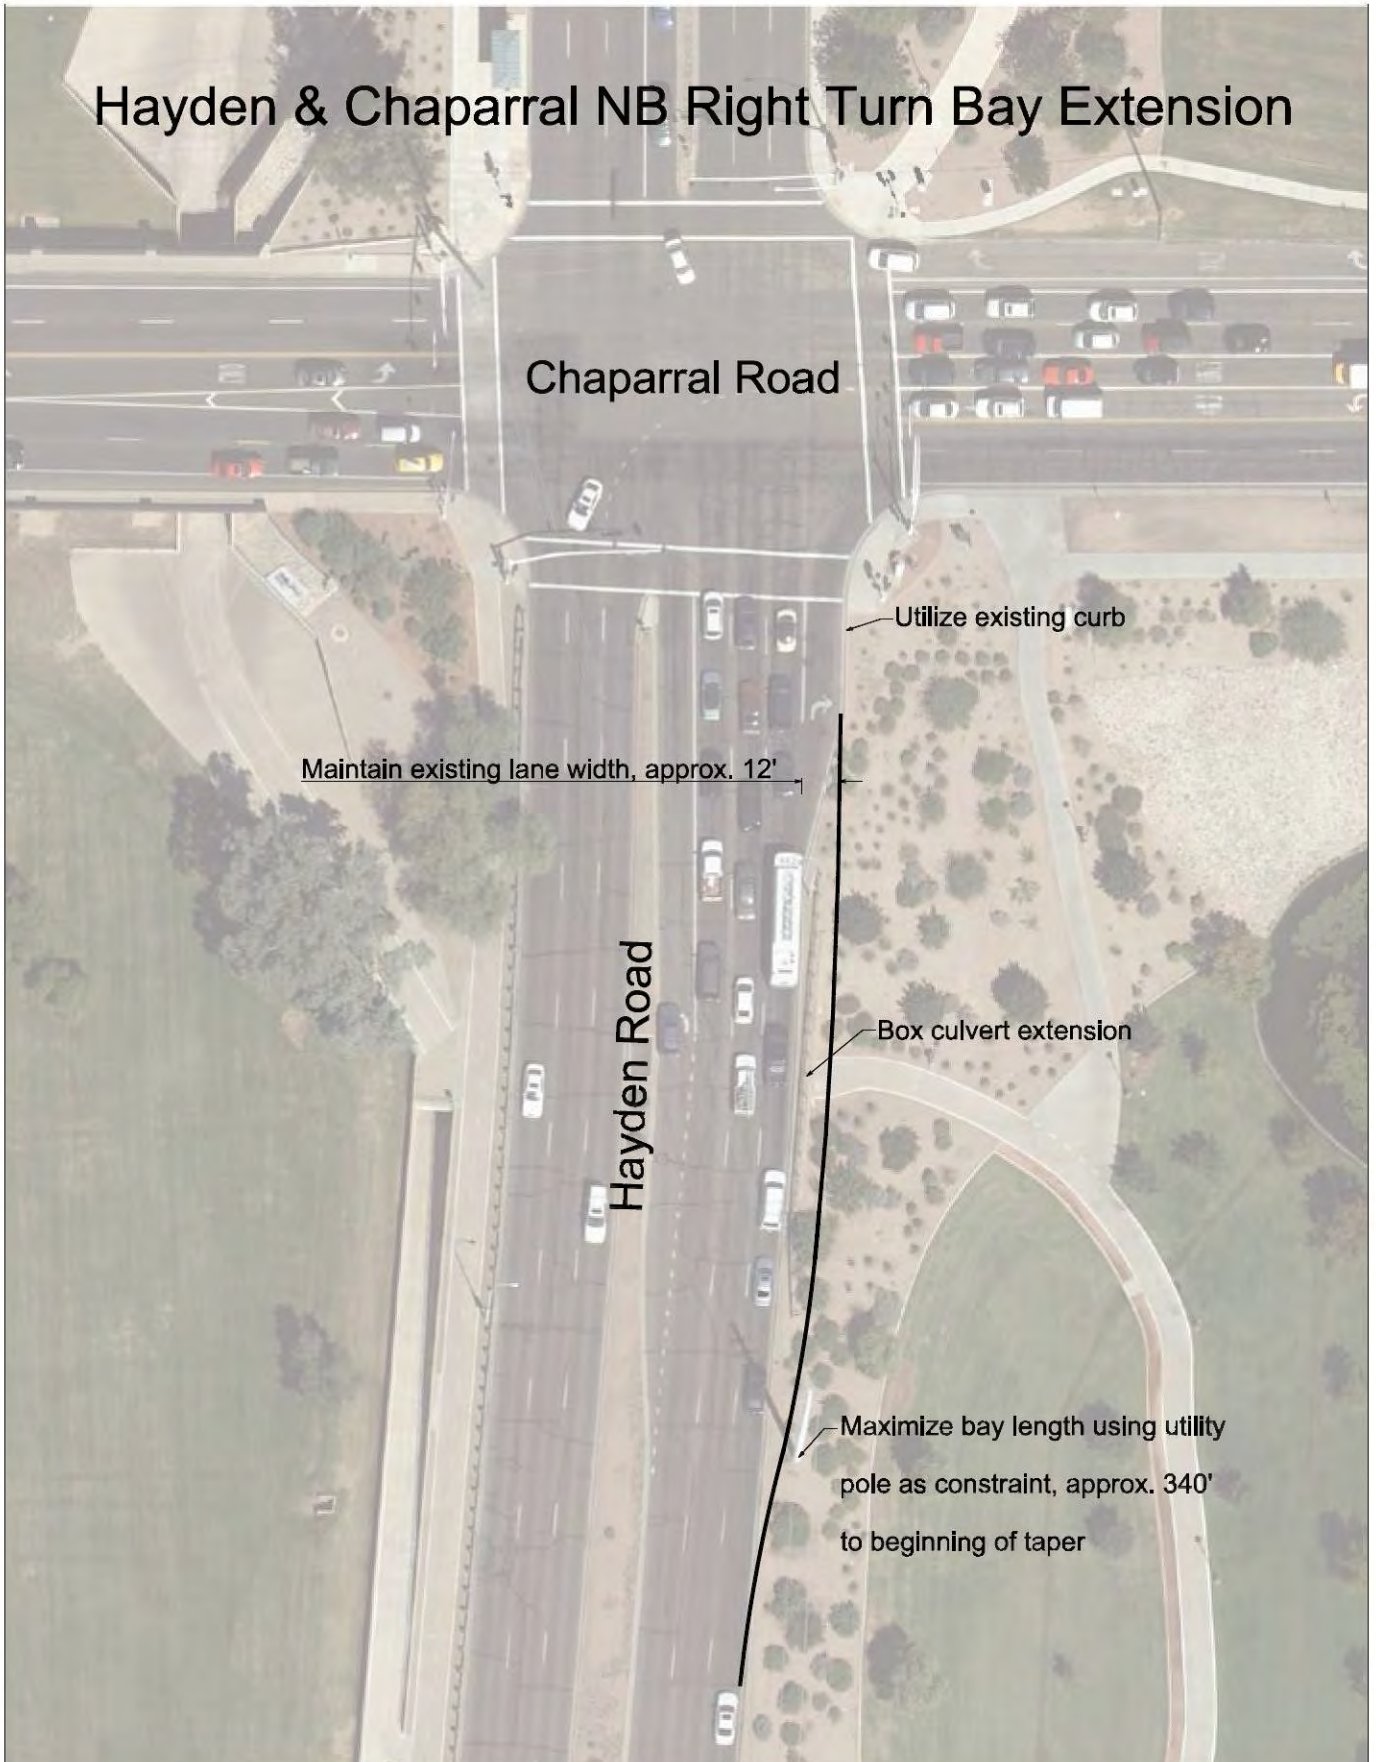 Hayden & Chaparral NB Right Turn Bay Extension
Chaparral Road
Utilize existing curb
Maintain existing lane width, approx. 12'
Hayden Road
Box culvert extension
Maximize bay length using utility
pole as constraint, approx. 340'
to beginning of taper